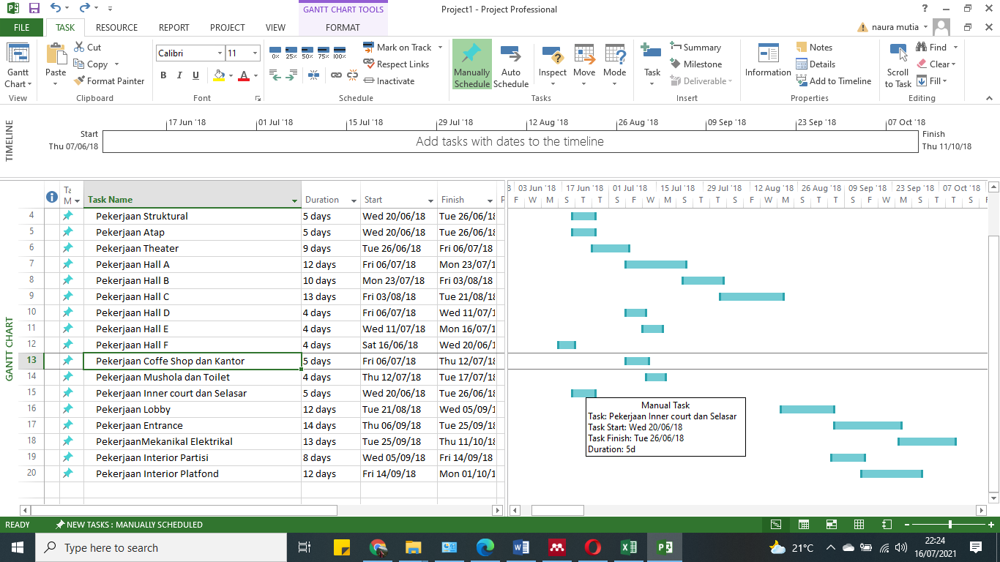 GANTT CHART TOOLS
Project1 - Project Professional
?
FILE TASK RESOURCE REPORT PROJECT VIEW FORMAT naura mutia
Gantt Chart
Paste
Cut
Copy
Format Painter
Calibri 11
B I U A
0% 25% 50% 75% 100%
Mark on Track
Respect Links
Inactivate
Manually Schedule
Auto Schedule
Inspect
Move
Mode
Task
Summary
Milestone
Deliverable
Information
Notes
Details
Add to Timeline
Scroll to Task
Find
Clear
Fill
View Clipboard Font Schedule Tasks Insert Properties Editing
TIMELINE
17 Jun '18 01 Jul '18 15 Jul '18 29 Jul '18 12 Aug '18 26 Aug '18 09 Sep '18 23 Sep '18 07 Oct '18
Start
Thu 07/06/18
Add tasks with dates to the timeline
Finish
Thu 11/10/18
GANTT CHART
Ta
M Task Name Duration Start Finish P
3 03 Jun '18 17 Jun '18 01 Jul '18 15 Jul '18 29 Jul '18 12 Aug '18 26 Aug '18 09 Sep '18 23 Sep '18 07 Oct '18
F W S T T S M F W S T T S M F W S T T S M F W S T T S F
4 Pekerjaan Struktural 5 days Wed 20/06/18 Tue 26/06/18
5 Pekerjaan Atap 5 days Wed 20/06/18 Tue 26/06/18
6 Pekerjaan Theater 9 days Tue 26/06/18 Fri 06/07/18
7 Pekerjaan Hall A 12 days Fri 06/07/18 Mon 23/07/1
8 Pekerjaan Hall B 10 days Mon 23/07/18 Fri 03/08/18
9 Pekerjaan Hall C 13 days Fri 03/08/18 Tue 21/08/18
10 Pekerjaan Hall D 4 days Fri 06/07/18 Wed 11/07/1
11 Pekerjaan Hall E 4 days Wed 11/07/18 Mon 16/07/1
12 Pekerjaan Hall F 4 days Sat 16/06/18 Wed 20/06/1
13 Pekerjaan Coffe Shop dan Kantor 5 days Fri 06/07/18 Thu 12/07/18
14 Pekerjaan Mushola dan Toilet 4 days Thu 12/07/18 Tue 17/07/18
15 Pekerjaan Inner court dan Selasar 5 days Wed 20/06/18 Tue 26/06/18
16 Pekerjaan Lobby 12 days Tue 21/08/18 Wed 05/09/1
17 Pekerjaan Entrance 14 days Thu 06/09/18 Tue 25/09/18
18 PekerjaanMekanikal Elektrikal 13 days Tue 25/09/18 Thu 11/10/18
19 Pekerjaan Interior Partisi 8 days Wed 05/09/18 Fri 14/09/18
20 Pekerjaan Interior Platfond 12 days Fri 14/09/18 Mon 01/10/1
Manual Task
Task: Pekerjaan Inner court dan Selasar
Task Start: Wed 20/06/18
Task Finish: Tue 26/06/18
Duration: 5d
READY NEW TASKS : MANUALLY SCHEDULED
Type here to search
21°C
22:24
16/07/2021